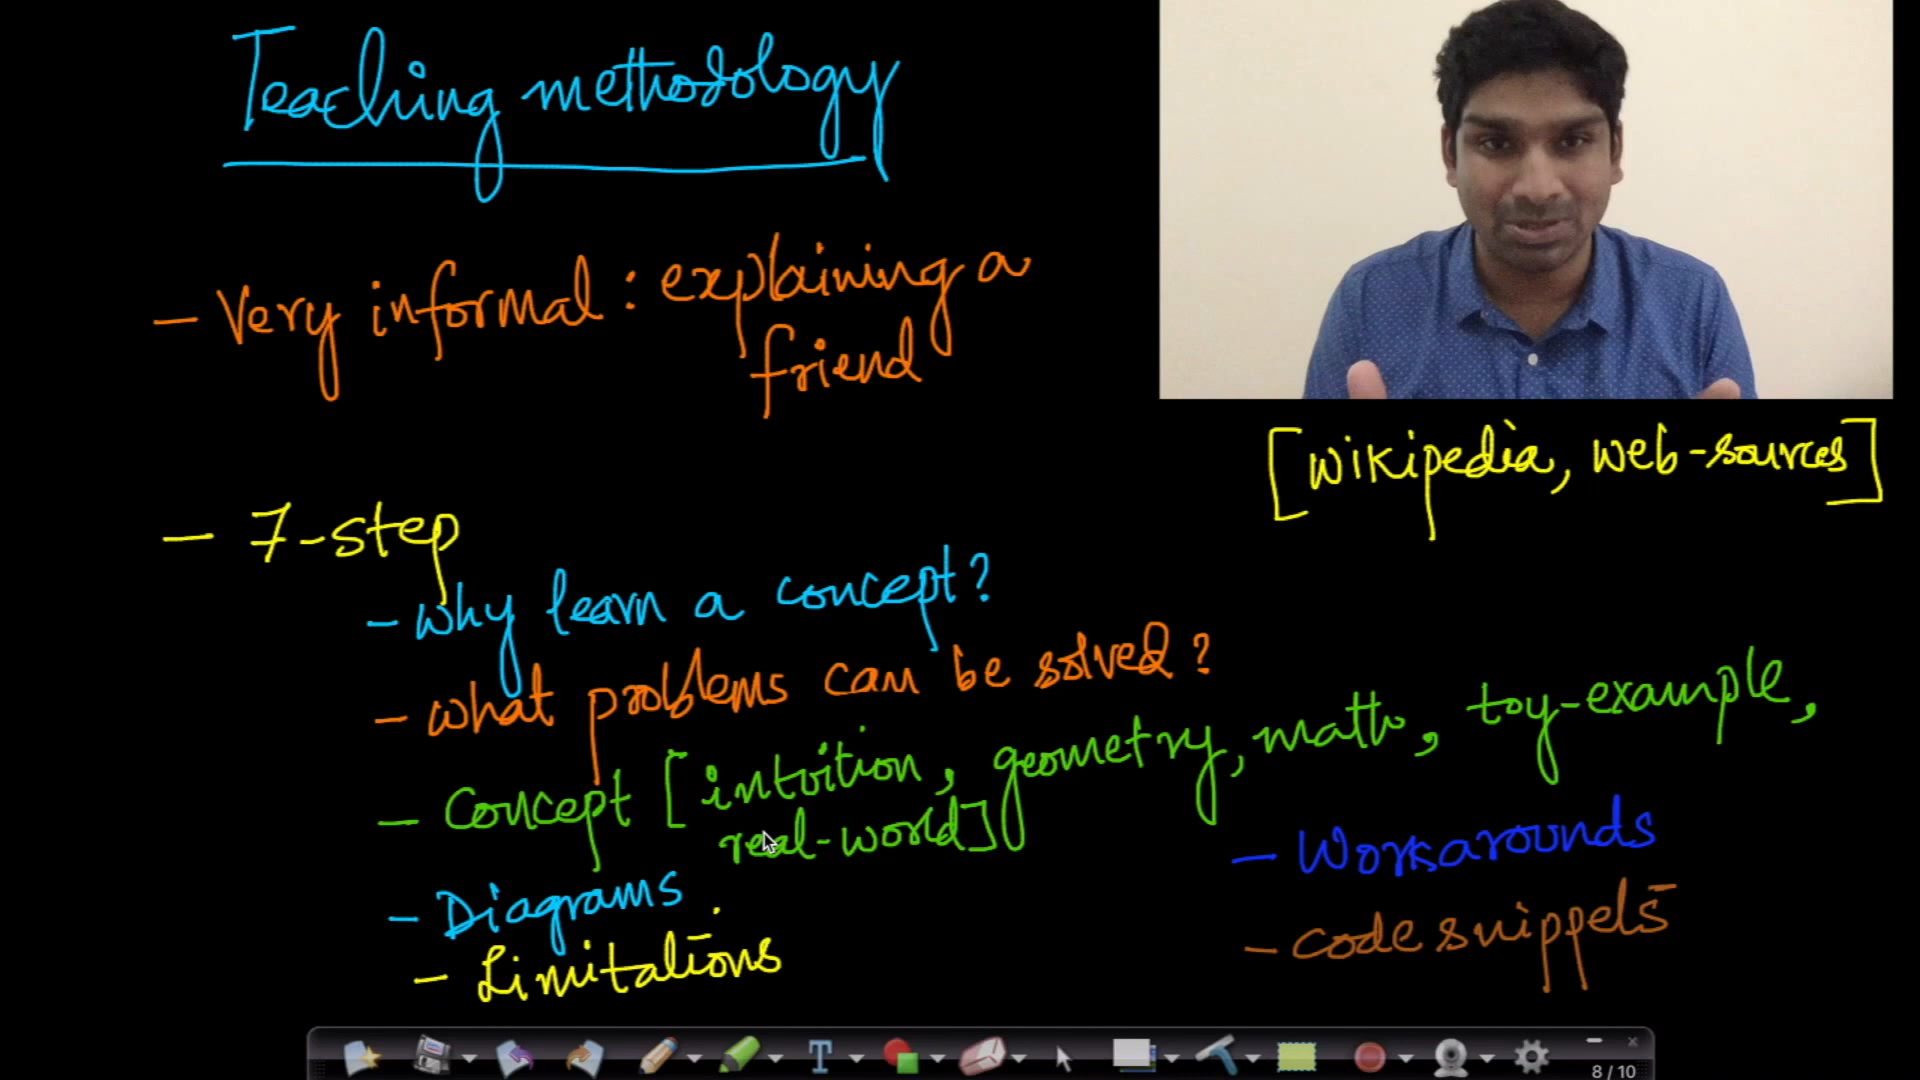 Teaching methodology
- Very informal : explaining a
friend
[Wikipedia, web-sources]
- 7-step
- Why learn a concept?
- What problems can be solved?
- Concept [intuition, geometry, math, toy-example,
real-world]
- Diagrams
- Limitations
- Workarounds
- Code snippets
T
8 / 10